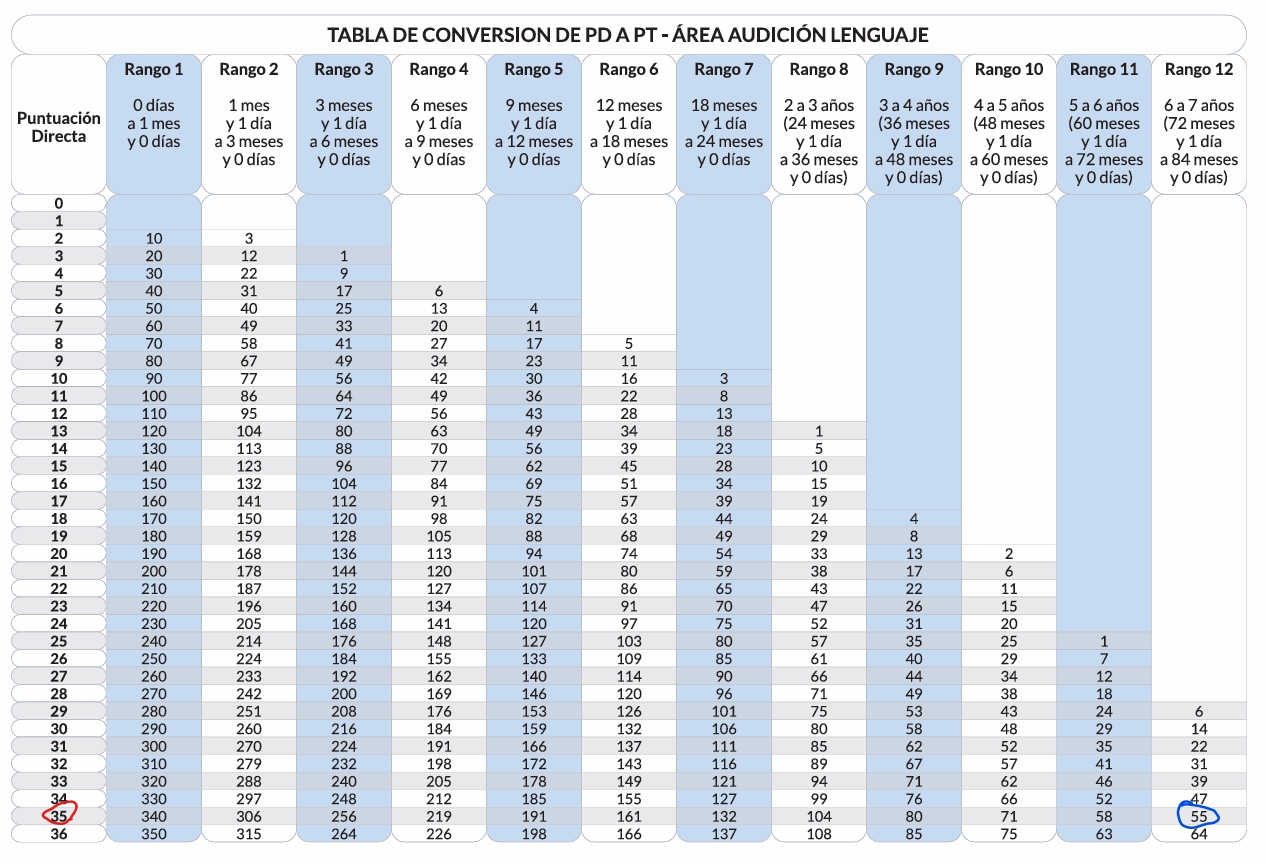 TABLA DE CONVERSION DE PD A PT - ÁREA AUDICIÓN LENGUAJE
Puntuación Directa | Rango 1 | Rango 2 | Rango 3 | Rango 4 | Rango 5 | Rango 6 | Rango 7 | Rango 8 | Rango 9 | Rango 10 | Rango 11 | Rango 12
0 días a 1 mes y 0 días | 1 mes y 1 día a 3 meses y 0 días | 3 meses y 1 día a 6 meses y 0 días | 6 meses y 1 día a 9 meses y 0 días | 9 meses y 1 día a 12 meses y 0 días | 12 meses y 1 día a 18 meses y 0 días | 18 meses y 1 día a 24 meses y 0 días | 2 a 3 años (24 meses y 1 día a 36 meses y 0 días) | 3 a 4 años (36 meses y 1 día a 48 meses y 0 días) | 4 a 5 años (48 meses y 1 día a 60 meses y 0 días) | 5 a 6 años (60 meses y 1 día a 72 meses y 0 días) | 6 a 7 años (72 meses y 1 día a 84 meses y 0 días)
0
1
2 10 3
3 20 12 1
4 30 22 9
5 40 31 17 6
6 50 40 25 13 4
7 60 49 33 20 11
8 70 58 41 27 17 5
9 80 67 49 34 23 11
10 90 77 56 42 30 16 3
11 100 86 64 49 36 22 8
12 110 95 72 56 43 28 13
13 120 104 80 63 49 34 18 1
14 130 113 88 70 56 39 23 5
15 140 123 96 77 62 45 28 10
16 150 132 104 84 69 51 34 15
17 160 141 112 91 75 57 39 19
18 170 150 120 98 82 63 44 24 4
19 180 159 128 105 88 68 49 29 8
20 190 168 136 113 94 74 54 33 13 2
21 200 178 144 120 101 80 59 38 17 6
22 210 187 152 127 107 86 65 43 22 11
23 220 196 160 134 114 91 70 47 26 15
24 230 205 168 141 120 97 75 52 31 20
25 240 214 176 148 127 103 80 57 35 25 1
26 250 224 184 155 133 109 85 61 40 29 7
27 260 233 192 162 140 114 90 66 44 34 12
28 270 242 200 169 146 120 96 71 49 38 18
29 280 251 208 176 153 126 101 75 53 43 24 6
30 290 260 216 184 159 132 106 80 58 48 29 14
31 300 270 224 191 166 137 111 85 62 52 35 22
32 310 279 232 198 172 143 116 89 67 57 41 31
33 320 288 240 205 178 149 121 94 71 62 46 39
34 330 297 248 212 185 155 127 99 76 66 52 47
35 340 306 256 219 191 161 132 104 80 71 58 55
36 350 315 264 226 198 166 137 108 85 75 63 64